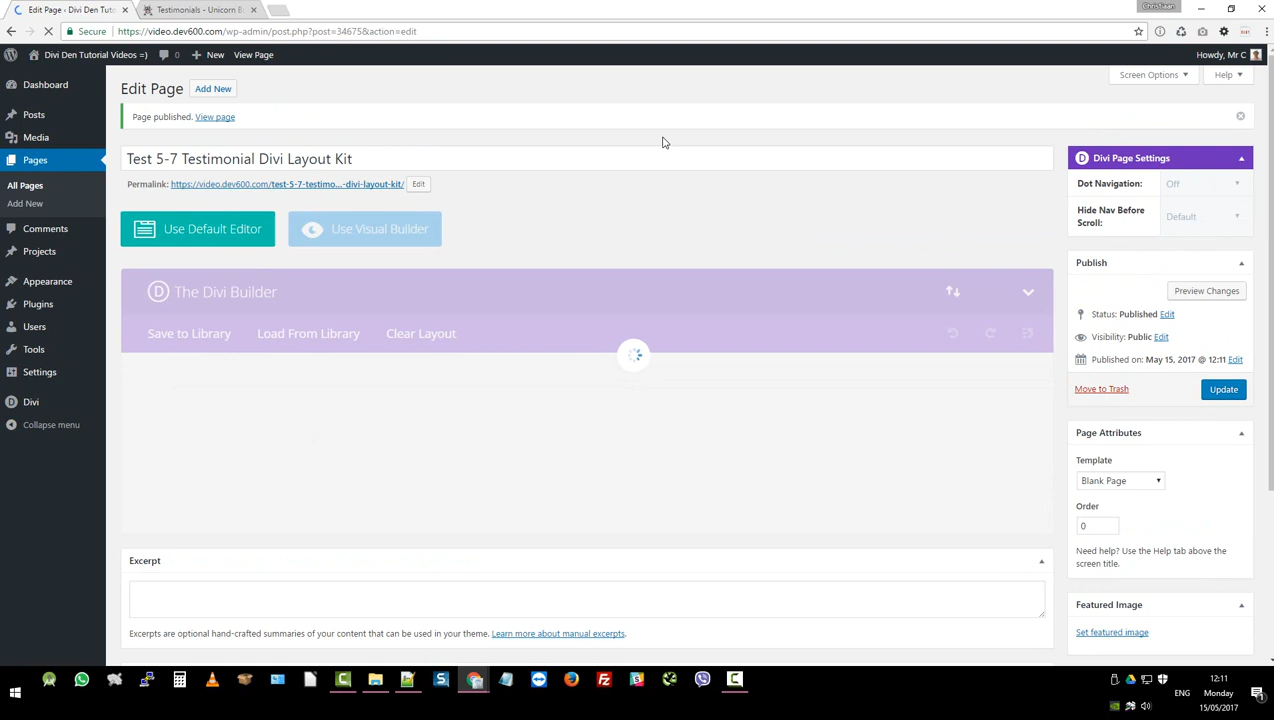 Edit Page ‹ Divi Den Tuto
Testimonials - Unicorn B
Christiaan
Secure
https://video.dev600.com/wp-admin/post.php?post=34675&action=edit
Divi Den Tutorial Videos =)
0
New
View Page
Howdy, Mr C
Dashboard
Posts
Media
Pages
All Pages
Add New
Comments
Projects
Appearance
Plugins
Users
Tools
Settings
Divi
Collapse menu
Screen Options
Help
Edit Page
Add New
Page published. View page
Test 5-7 Testimonial Divi Layout Kit
Permalink: https://video.dev600.com/test-5-7-testimo...-divi-layout-kit/
Edit
Use Default Editor
Use Visual Builder
D The Divi Builder
Save to Library
Load From Library
Clear Layout
Excerpt
Excerpts are optional hand-crafted summaries of your content that can be used in your theme. Learn more about manual excerpts.
D Divi Page Settings
Dot Navigation:
Off
Hide Nav Before
Scroll:
Default
Publish
Preview Changes
Status: Published Edit
Visibility: Public Edit
Published on: May 15, 2017 @ 12:11 Edit
Move to Trash
Update
Page Attributes
Template
Blank Page
Order
0
Need help? Use the Help tab above the
screen title.
Featured Image
Set featured image
ENG
12:11
Monday
15/05/2017